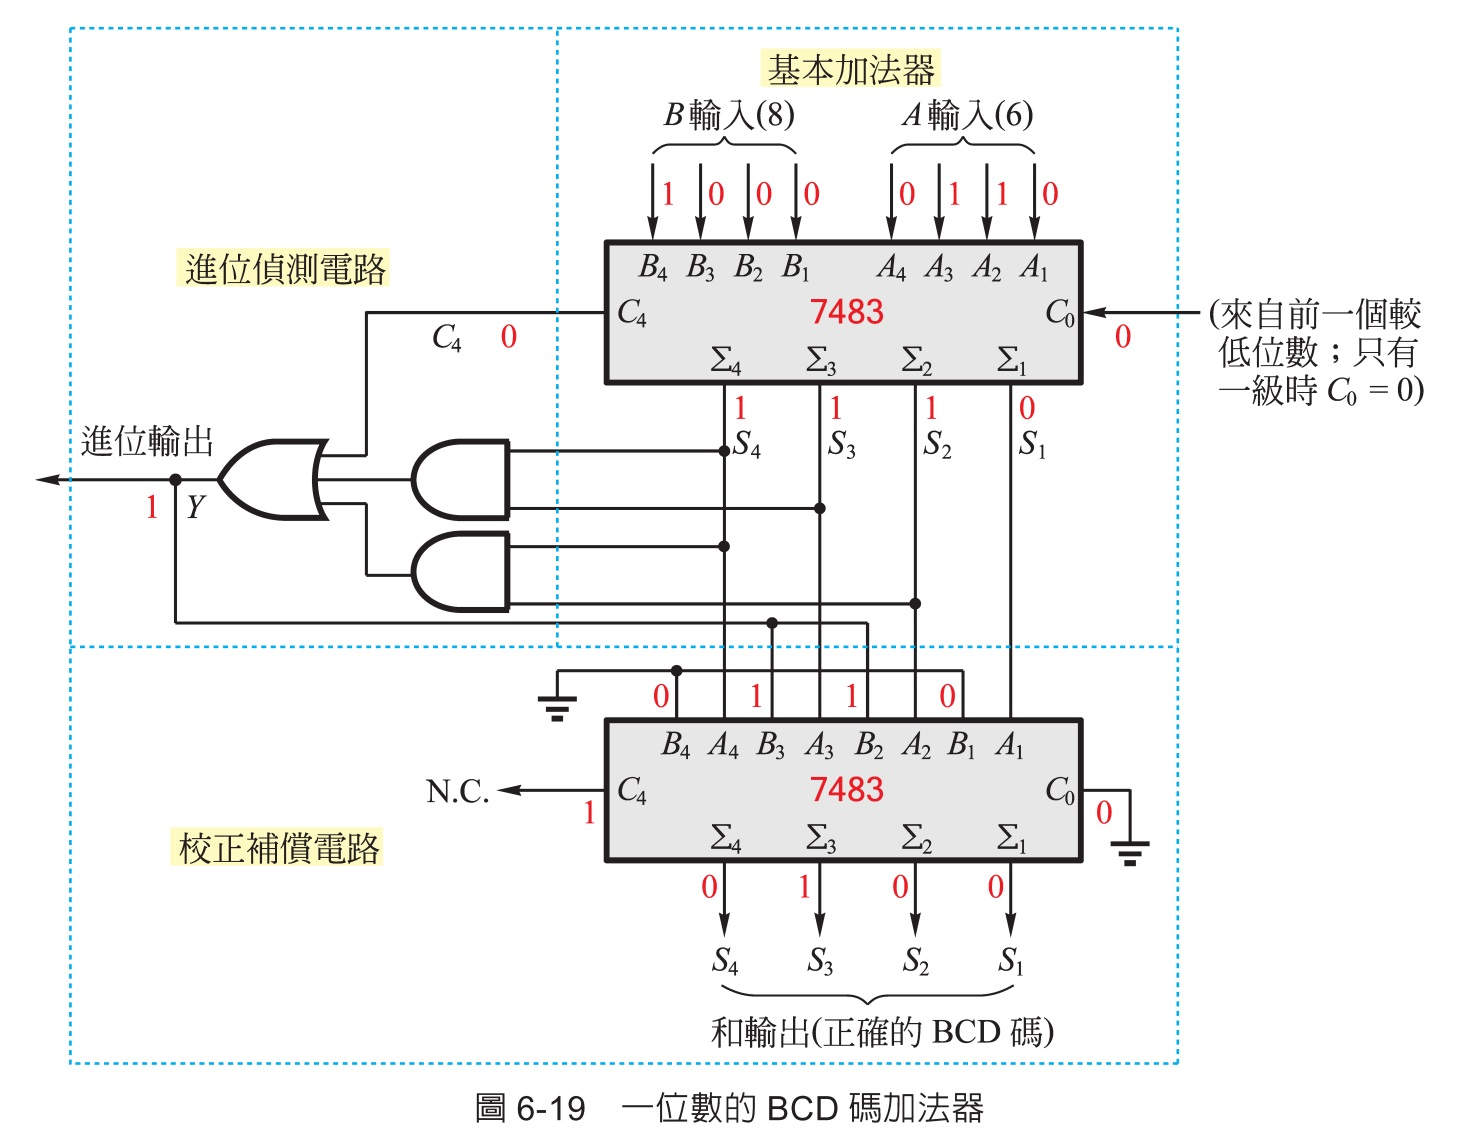 基本加法器
B 輸入(8) A 輸入(6)
1 0 0 0 0 1 1 0
進位偵測電路
B4 B3 B2 B1 A4 A3 A2 A1
C4 7483 C0
C4 0
0
(來自前一個較
低位數；只有
一級時 C0 = 0)
Σ4 Σ3 Σ2 Σ1
1 1 1 0
S4 S3 S2 S1
進位輸出
1 Y
0 1 1 0
B4 A4 B3 A3 B2 A2 B1 A1
N.C. C4 7483 C0
1 0
校正補償電路
Σ4 Σ3 Σ2 Σ1
0 1 0 0
S4 S3 S2 S1
和輸出(正確的 BCD 碼)
圖 6-19 一位數的 BCD 碼加法器